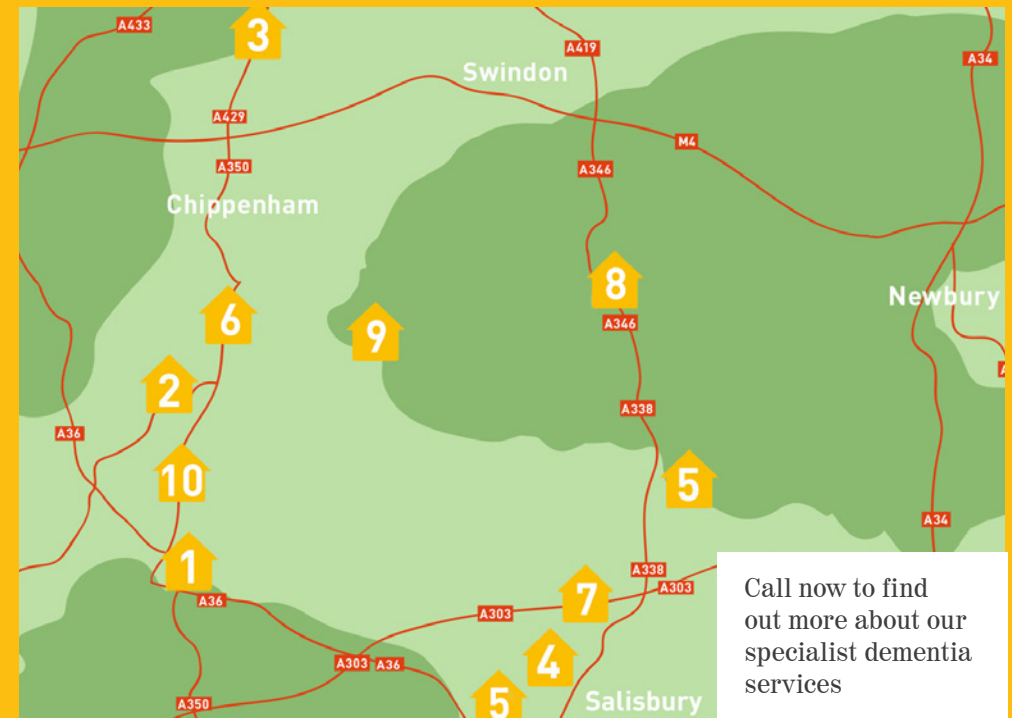 A433
3
A419
A34
Swindon
A429
M4
A350
A346
Chippenham
8
Newbury
6
9
A346
2
A338
A36
10
5
A34
1
A338
A303
7
A36
A303
Call now to find
out more about our
specialist dementia
services
4
A303 A36
5
Salisbury
A350